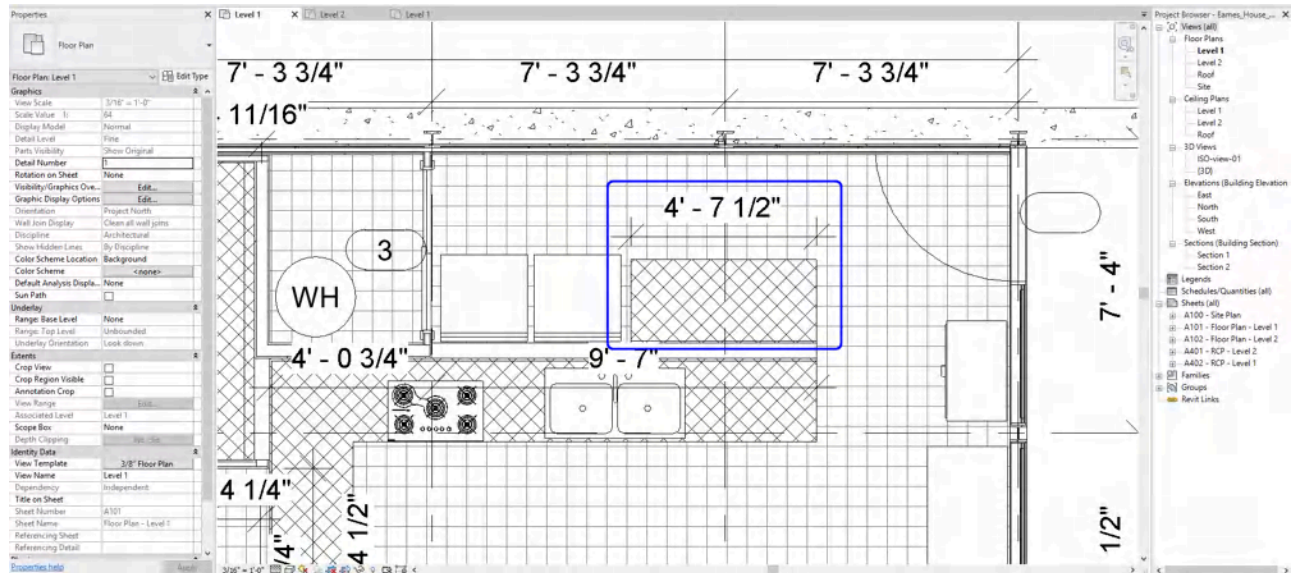 Properties
Floor Plan
Floor Plan: Level 1
Edit Type
Graphics
View Scale 3/16" = 1'-0"
Scale Value 1: 64
Display Model Normal
Detail Level Fine
Parts Visibility Show Original
Detail Number 1
Rotation on Sheet None
Visibility/Graphics Ove... Edit...
Graphic Display Options Edit...
Orientation Project North
Wall Join Display Clean all wall joins
Discipline Architectural
Show Hidden Lines By Discipline
Color Scheme Location Background
Color Scheme <none>
Default Analysis Displa... None
Sun Path
Underlay
Range: Base Level None
Range: Top Level Unbounded
Underlay Orientation Look down
Extents
Crop View
Crop Region Visible
Annotation Crop
View Range Edit...
Associated Level Level 1
Scope Box None
Depth Clipping No clip
Identity Data
View Template 3/8" Floor Plan
View Name Level 1
Dependency Independent
Title on Sheet
Sheet Number A101
Sheet Name Floor Plan - Level 1
Referencing Sheet
Referencing Detail
Properties help
Apply
Level 1
Level 2
Level 1
7' - 3 3/4"
7' - 3 3/4"
7' - 3 3/4"
11/16"
4' - 7 1/2"
3
WH
7' - 4"
4' - 0 3/4"
9' - 7"
4 1/4"
/4"
4 1/2"
1/2"
3/16" = 1'-0"
Project Browser - Eames_House_...
Views (all)
Floor Plans
Level 1
Level 2
Roof
Site
Ceiling Plans
Level 1
Level 2
Roof
3D Views
ISO-view-01
{3D}
Elevations (Building Elevation
East
North
South
West
Sections (Building Section)
Section 1
Section 2
Legends
Schedules/Quantities (all)
Sheets (all)
A100 - Site Plan
A101 - Floor Plan - Level 1
A102 - Floor Plan - Level 2
A401 - RCP - Level 2
A402 - RCP - Level 1
Families
Groups
Revit Links